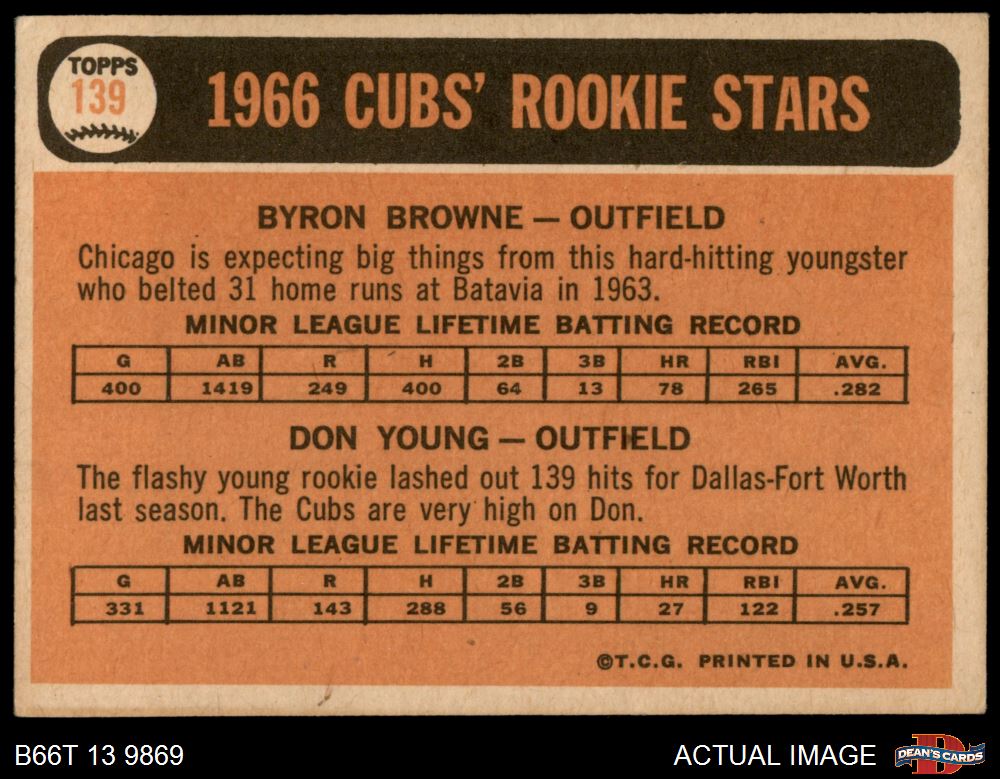 TOPPS
139
1966 CUBS' ROOKIE STARS
BYRON BROWNE — OUTFIELD
Chicago is expecting big things from this hard-hitting youngster
who belted 31 home runs at Batavia in 1963.
MINOR LEAGUE LIFETIME BATTING RECORD
G AB R H 2B 3B HR RBI AVG.
400 1419 249 400 64 13 78 265 .282
DON YOUNG — OUTFIELD
The flashy young rookie lashed out 139 hits for Dallas-Fort Worth
last season. The Cubs are very high on Don.
MINOR LEAGUE LIFETIME BATTING RECORD
G AB R H 2B 3B HR RBI AVG.
331 1121 143 288 56 9 27 122 .257
©T.C.G. PRINTED IN U.S.A.
B66T 13 9869 ACTUAL IMAGE DEAN'S CARDS